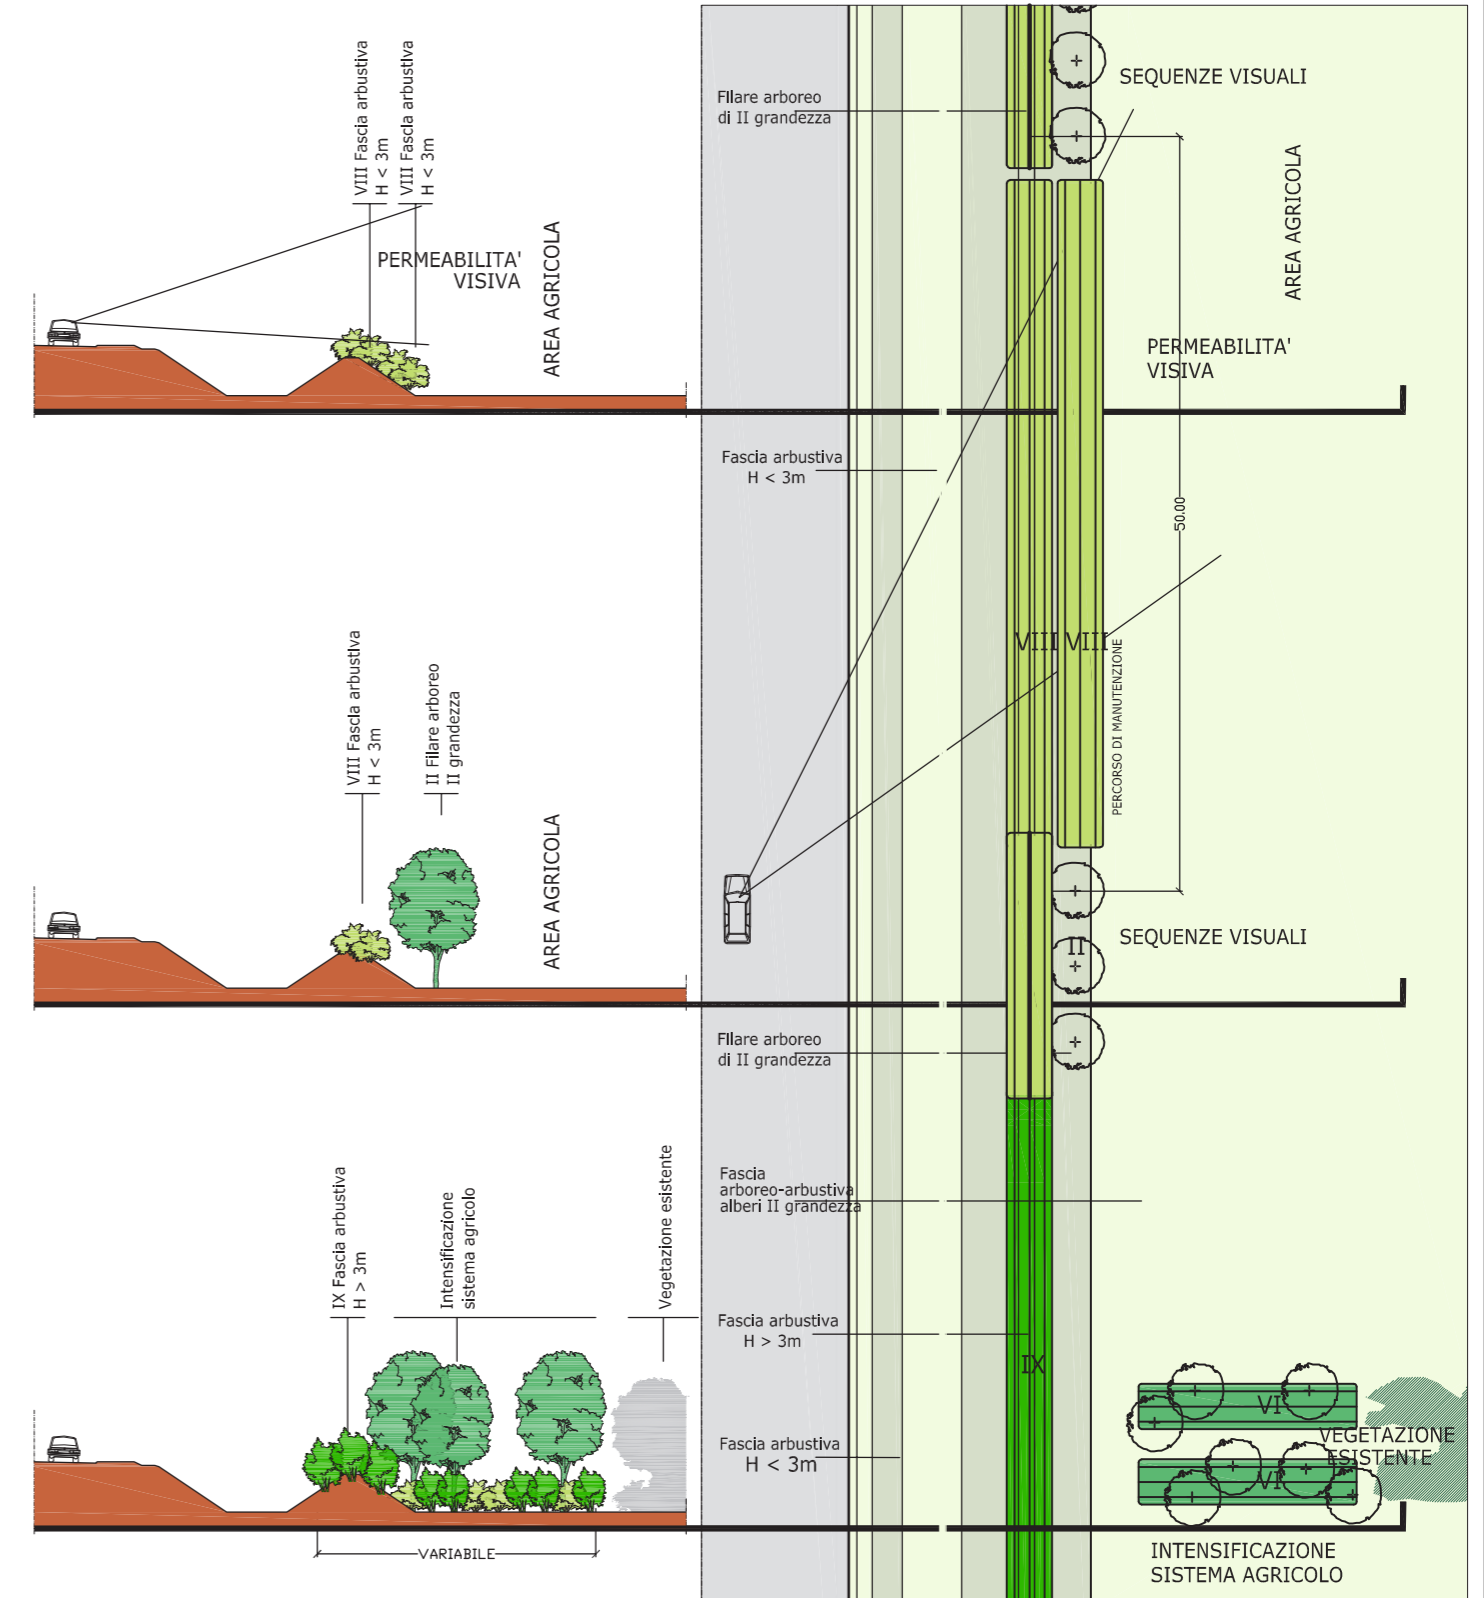 VIII Fascia arbustiva
H < 3m
VIII Fascia arbustiva
H < 3m
PERMEABILITA'
VISIVA
AREA AGRICOLA
VIII Fascia arbustiva
H < 3m
II Filare arboreo
II grandezza
AREA AGRICOLA
IX Fascia arbustiva
H > 3m
Intensificazione
sistema agricolo
Vegetazione esistente
VARIABILE
Filare arboreo
di II grandezza
SEQUENZE VISUALI
AREA AGRICOLA
PERMEABILITA'
VISIVA
Fascia arbustiva
H < 3m
50.00
VIII VIII
PERCORSO DI MANUTENZIONE
II
SEQUENZE VISUALI
Filare arboreo
di II grandezza
Fascia
arboreo-arbustiva
alberi II grandezza
Fascia arbustiva
H > 3m
IX
VI
VEGETAZIONE
ESISTENTE
Fascia arbustiva
H < 3m
VI
INTENSIFICAZIONE
SISTEMA AGRICOLO